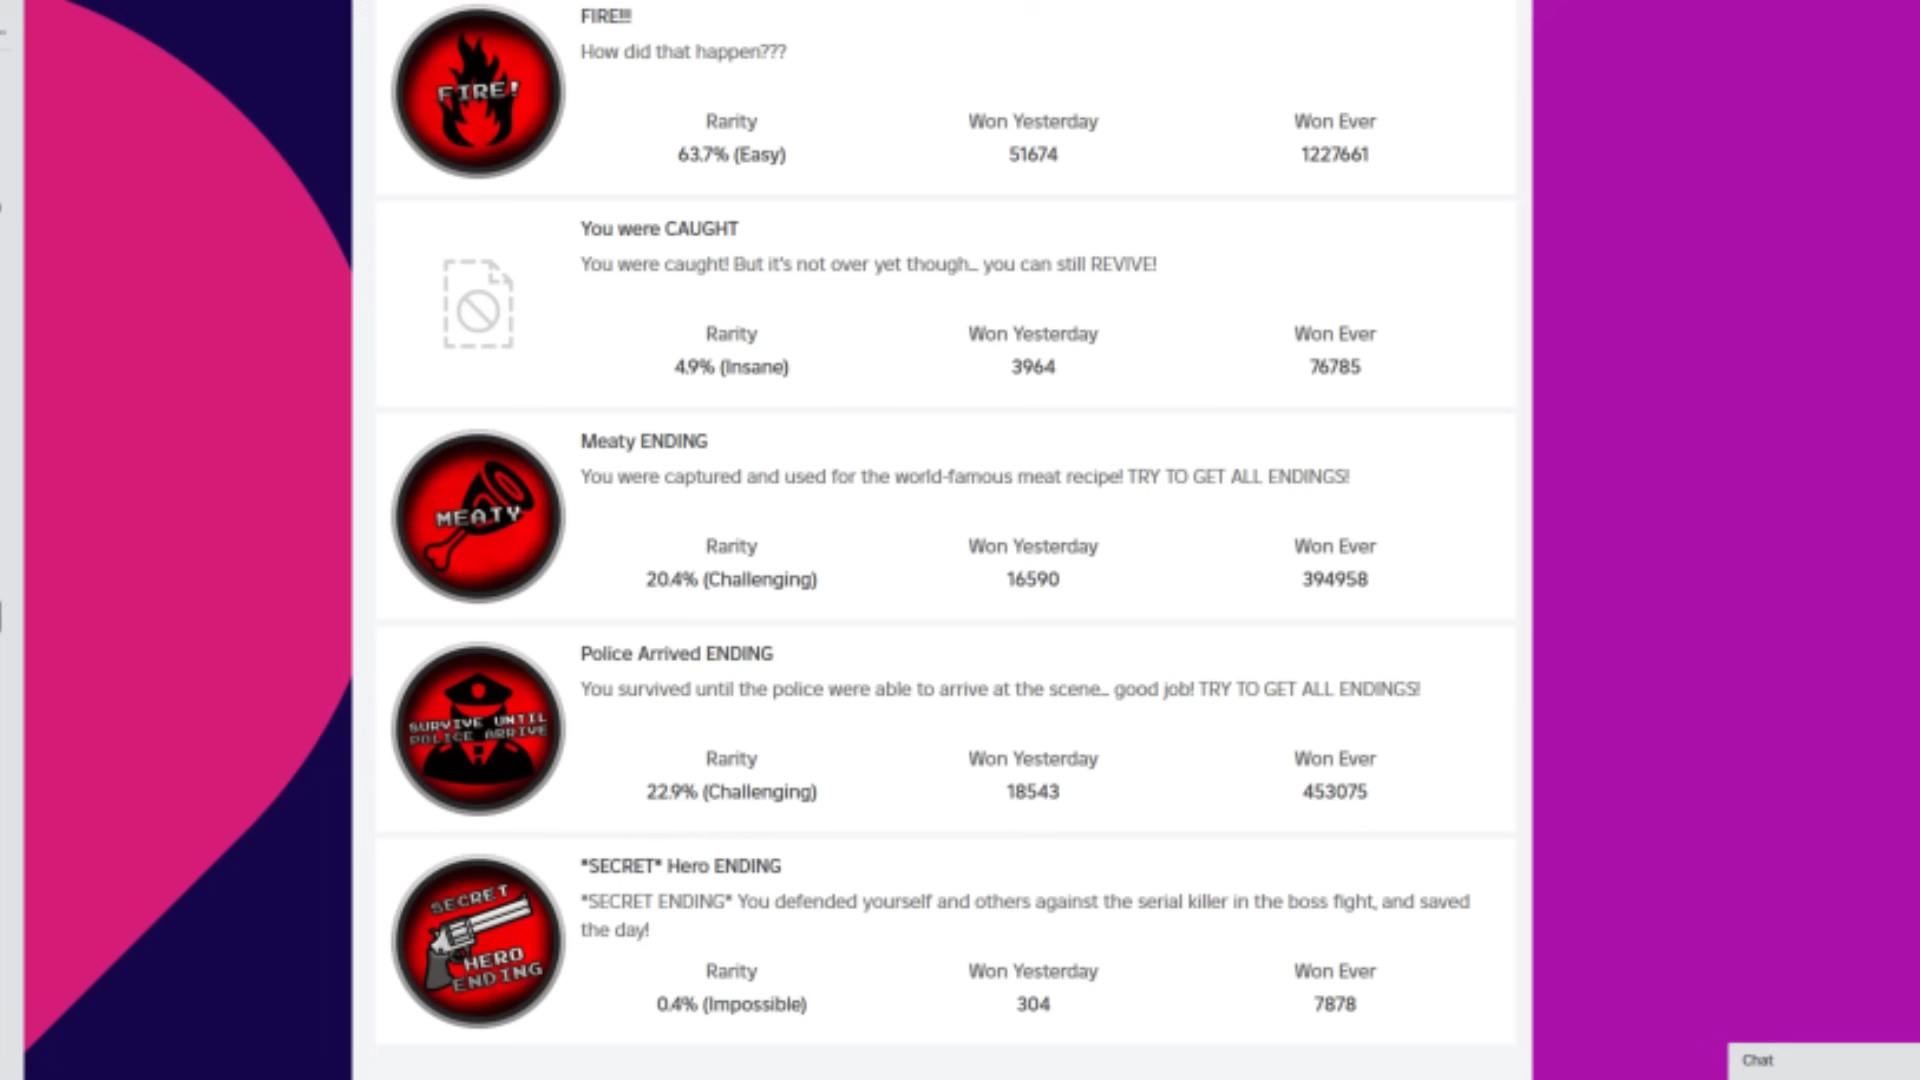 FIRE!!!
How did that happen???
FIRE!
Rarity Won Yesterday Won Ever
63.7% (Easy) 51674 1227661
You were CAUGHT
You were caught! But it's not over yet though... you can still REVIVE!
Rarity Won Yesterday Won Ever
4.9% (Insane) 3964 76785
Meaty ENDING
You were captured and used for the world-famous meat recipe! TRY TO GET ALL ENDINGS!
MEATY
Rarity Won Yesterday Won Ever
20.4% (Challenging) 16590 394958
Police Arrived ENDING
You survived until the police were able to arrive at the scene... good job! TRY TO GET ALL ENDINGS!
SURVIVE UNTIL
POLICE ARRIVE
Rarity Won Yesterday Won Ever
22.9% (Challenging) 18543 453075
*SECRET* Hero ENDING
*SECRET ENDING* You defended yourself and others against the serial killer in the boss fight, and saved
the day!
SECRET
HERO
ENDING
Rarity Won Yesterday Won Ever
0.4% (Impossible) 304 7878
Chat